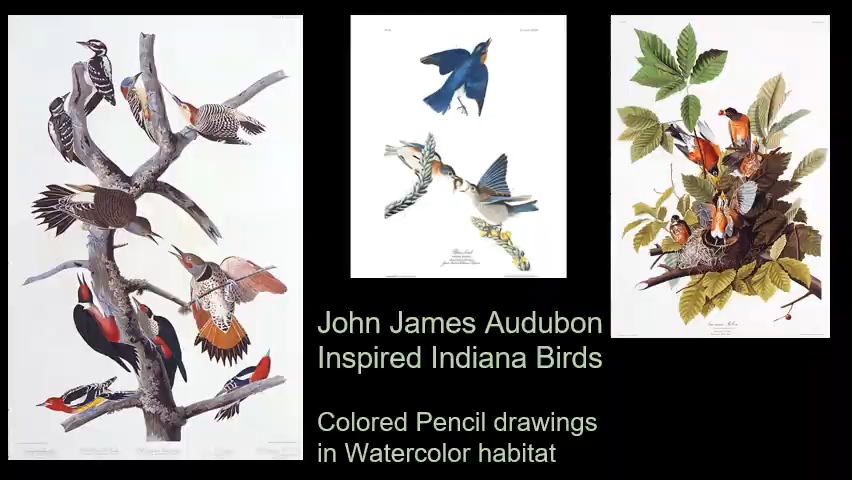 John James Audubon
Inspired Indiana Birds
Colored Pencil drawings
in Watercolor habitat